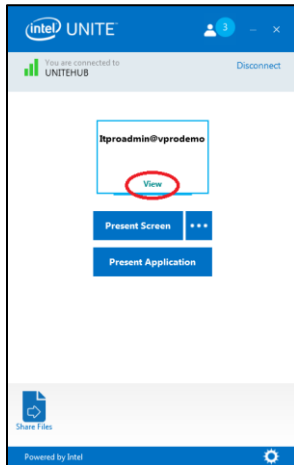 intel UNITE™
3
You are connected to
UNITEHUB
Disconnect
Itproadmin@vprodemo
View
Present Screen
Present Application
Share Files
Powered by Intel